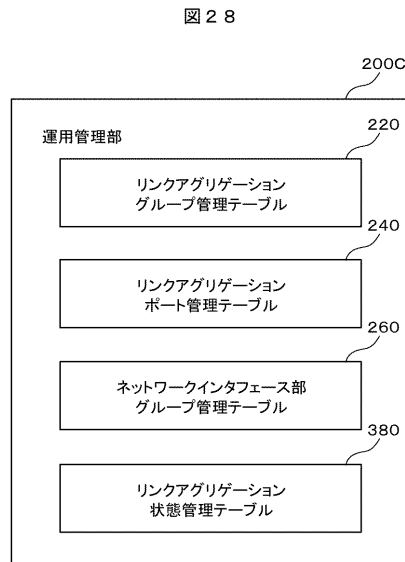 図２８
200C
運用管理部
220
リンクアグリゲーション
グループ管理テーブル
240
リンクアグリゲーション
ポート管理テーブル
260
ネットワークインタフェース部
グループ管理テーブル
380
リンクアグリゲーション
状態管理テーブル